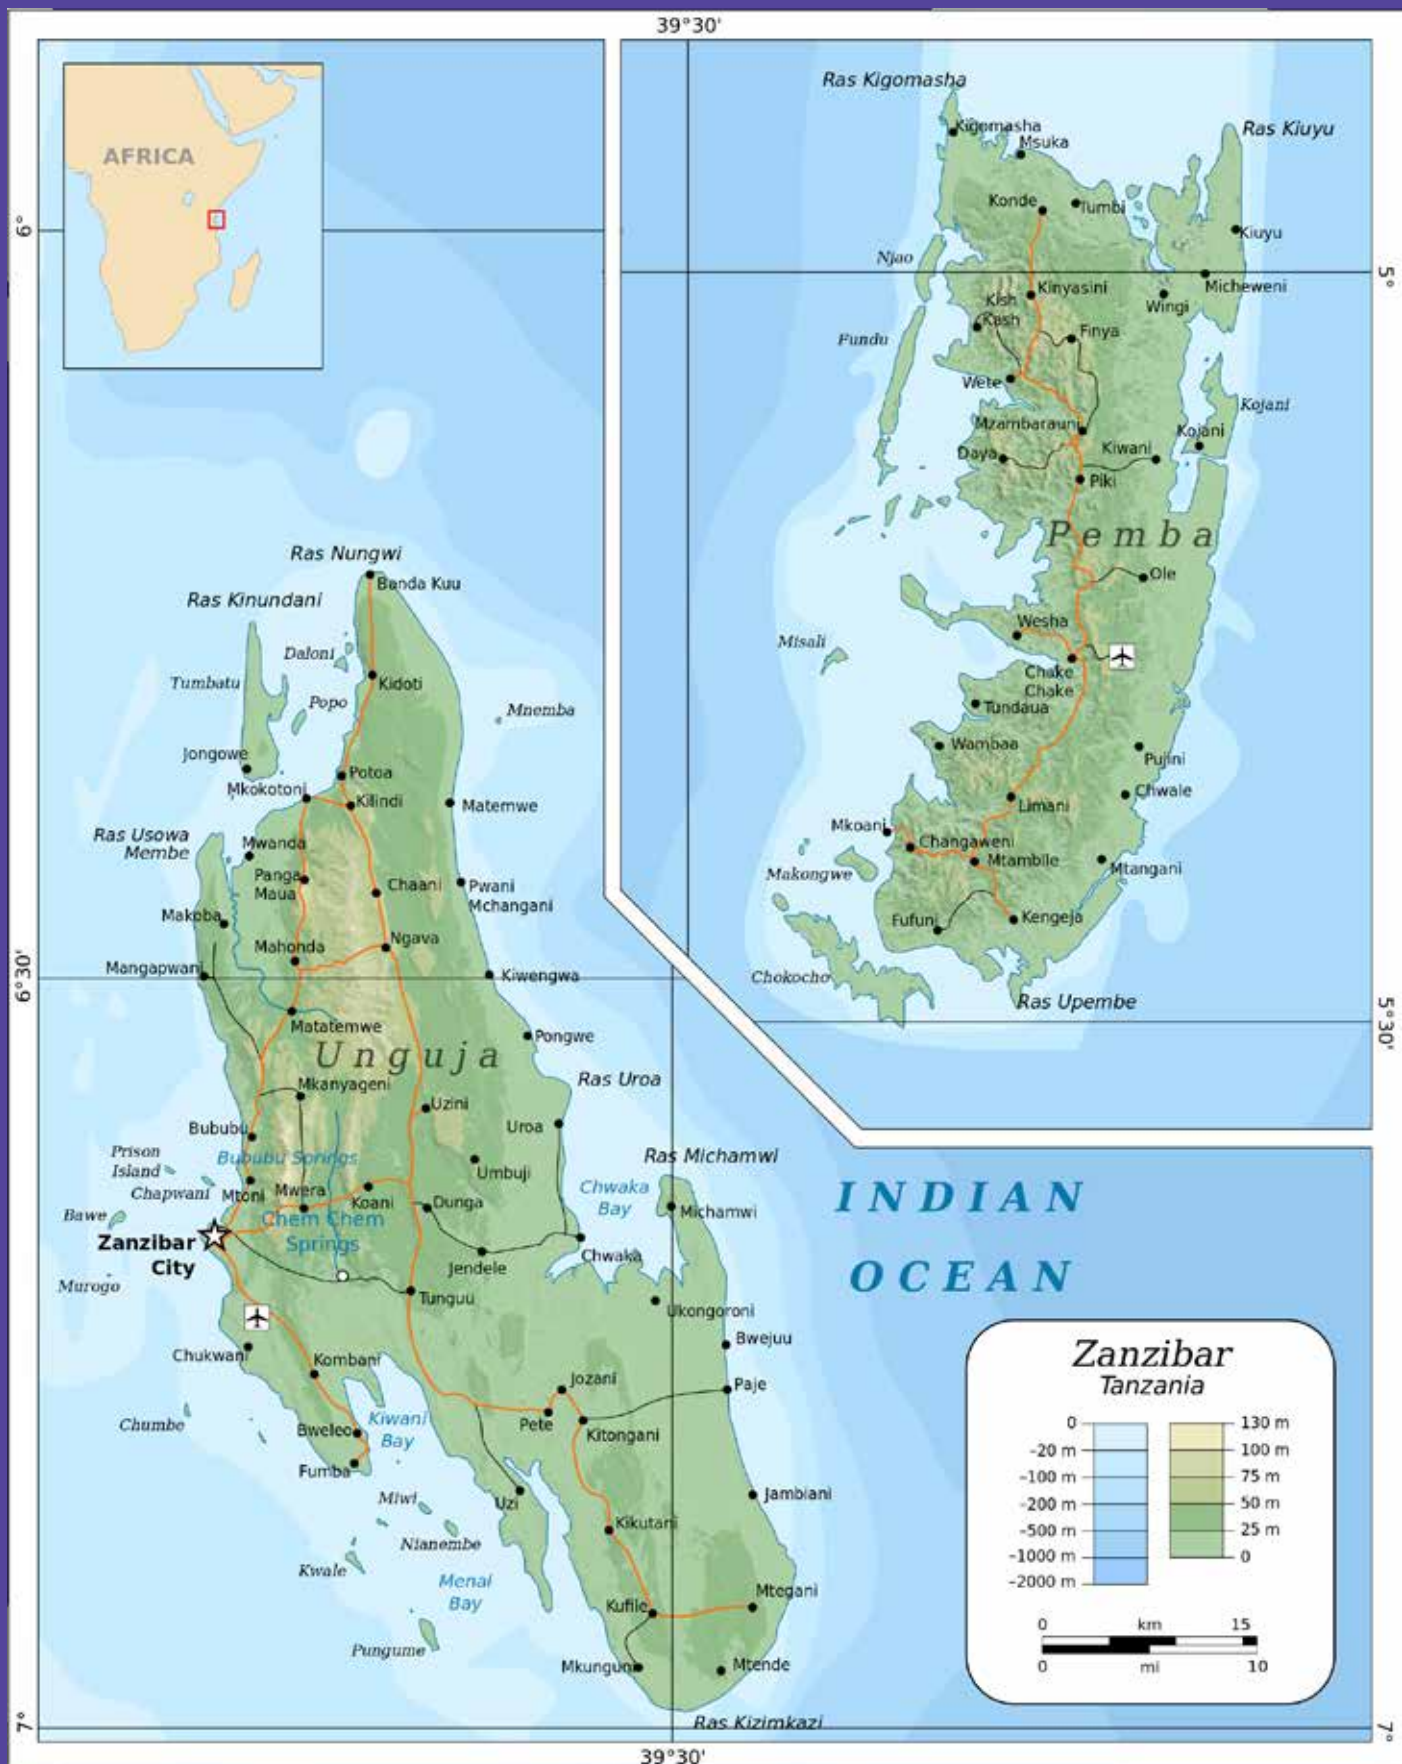 39°30'
AFRICA
6°
Ras Kigomasha
Kigomasha
Msuka
Ras Kiuyu
Konde
Tumbi
Kiuyu
Njao
5°
Kinyasini
Micheweni
Wingi
Kish
Kash
Finya
Fundu
Wete
Kojani
Mzambarauni
Kojani
Daya
Kiwani
Piki
Pemba
Ole
Wesha
Misali
Chake
Chake
Tundaua
Wambaa
Pujini
Limani
Chwale
Mkoani
Changaweni
Mtambile
Mtangani
Makongwe
Fufuni
Kengeja
Chokocho
Ras Upembe
5°30'
Ras Nungwi
Banda Kuu
Ras Kinundani
Daloni
Tumbatu
Kidoti
Popo
Mnemba
Jongowe
Potoa
Mkokotoni
Kilindi
Matemwe
Ras Usowa
Membe
Mwanda
Panga
Maua
Chaani
Pwani
Mchangani
Makoba
Mahonda
Ngava
Mangapwani
Kiwengwa
6°30'
Matatemwe
Pongwe
Unguja
Ras Uroa
Mkanyageni
Uzini
Uroa
Bububu
Bububu Springs
Prison
Island
Umbuji
Ras Michamwi
Chapwani
Mtoni
Mwera
Koani
Dunga
Chwaka
Bay
Michamwi
Bawe
Chem Chem
Springs
Zanzibar
City
Jendele
Chwaka
Murogo
Tunguu
Ukongoroni
Bwejuu
Chukwani
Kombani
Jozani
Paje
Chumbe
Kiwani
Bay
Pete
Kitongani
Bweleo
Fumba
Miwi
Uzi
Jambiani
Nianembe
Kikutani
Kwale
Menai
Bay
Mtegani
Kufile
Pungume
Mkunguni
Mtende
Ras Kizimkazi
INDIAN
OCEAN
Zanzibar
Tanzania
0
-20 m
-100 m
-200 m
-500 m
-1000 m
-2000 m
130 m
100 m
75 m
50 m
25 m
0
0 km 15
0 mi 10
7°
7°
39°30'